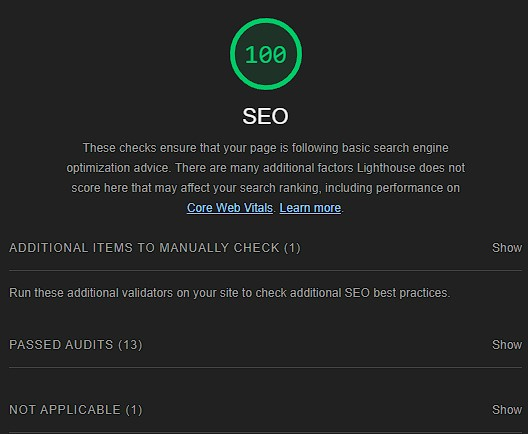 100
SEO
These checks ensure that your page is following basic search engine
optimization advice. There are many additional factors Lighthouse does not
score here that may affect your search ranking, including performance on
Core Web Vitals. Learn more.
ADDITIONAL ITEMS TO MANUALLY CHECK (1) Show
Run these additional validators on your site to check additional SEO best practices.
PASSED AUDITS (13) Show
NOT APPLICABLE (1) Show